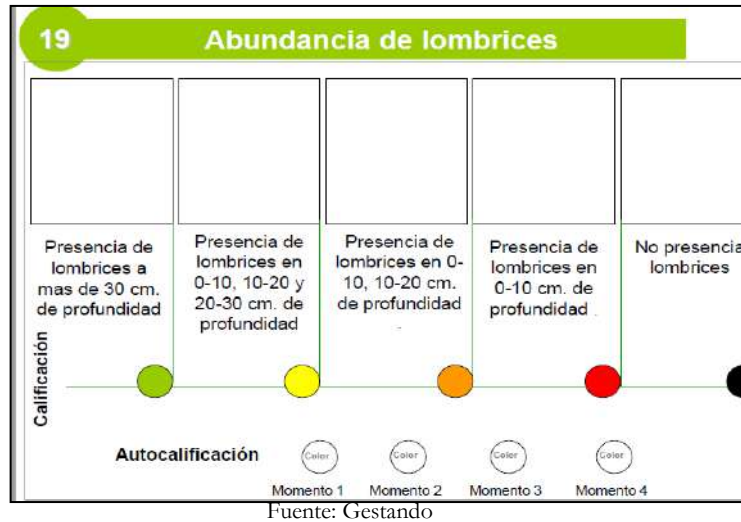 19
Abundancia de lombrices
Presencia de
lombrices a
mas de 30 cm.
de profundidad
Presencia de
lombrices en
0-10, 10-20 y
20-30 cm. de
profundidad
Presencia de
lombrices en 0-
10, 10-20 cm.
de profundidad
.
Presencia de
lombrices en
0-10 cm. de
profundidad .
No presencia
lombrices
Calificación
Autocalificación
Color
Color
Color
Color
Momento 1
Momento 2
Momento 3
Momento 4
Fuente: Gestando